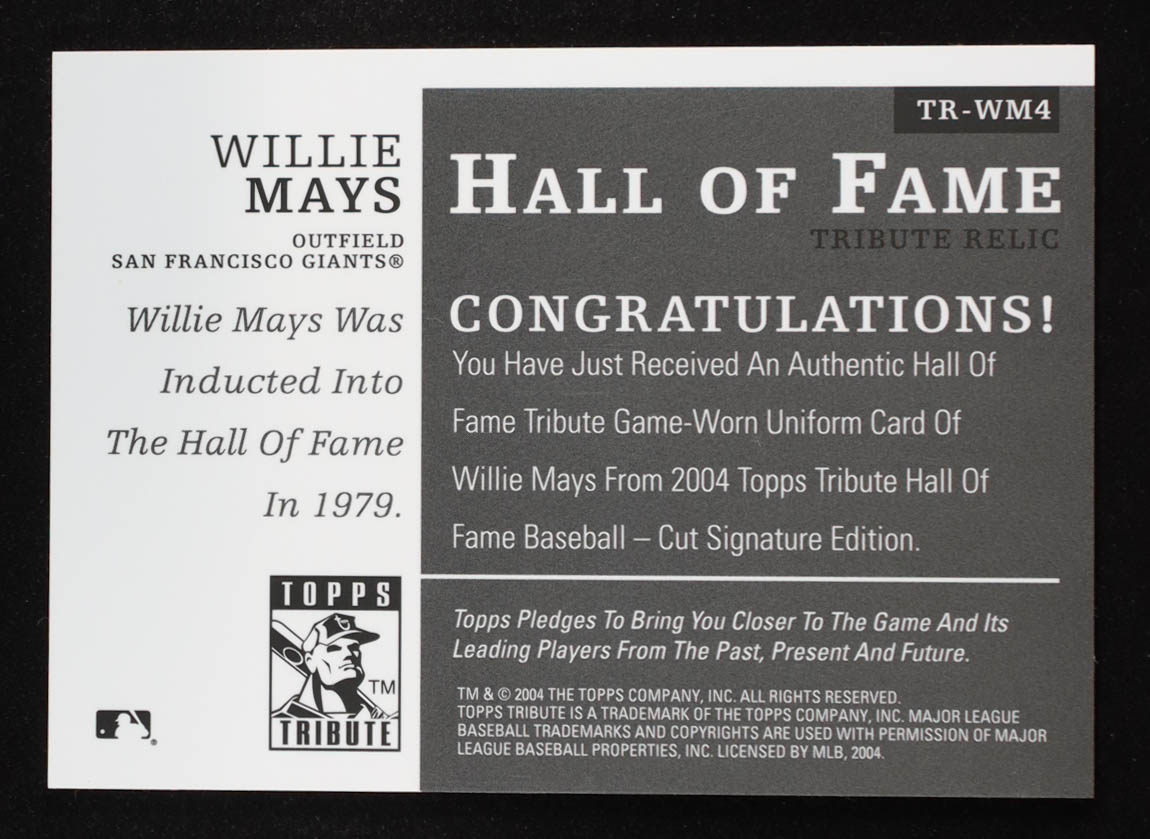 WILLIE
MAYS
OUTFIELD
SAN FRANCISCO GIANTS®
Willie Mays Was
Inducted Into
The Hall Of Fame
In 1979.
TOPPS
TM
TRIBUTE
®
TR-WM4
HALL OF FAME
TRIBUTE RELIC
CONGRATULATIONS!
You Have Just Received An Authentic Hall Of
Fame Tribute Game-Worn Uniform Card Of
Willie Mays From 2004 Topps Tribute Hall Of
Fame Baseball – Cut Signature Edition.
Topps Pledges To Bring You Closer To The Game And Its
Leading Players From The Past, Present And Future.
TM & © 2004 THE TOPPS COMPANY, INC. ALL RIGHTS RESERVED.
TOPPS TRIBUTE IS A TRADEMARK OF THE TOPPS COMPANY, INC. MAJOR LEAGUE
BASEBALL TRADEMARKS AND COPYRIGHTS ARE USED WITH PERMISSION OF MAJOR
LEAGUE BASEBALL PROPERTIES, INC. LICENSED BY MLB, 2004.